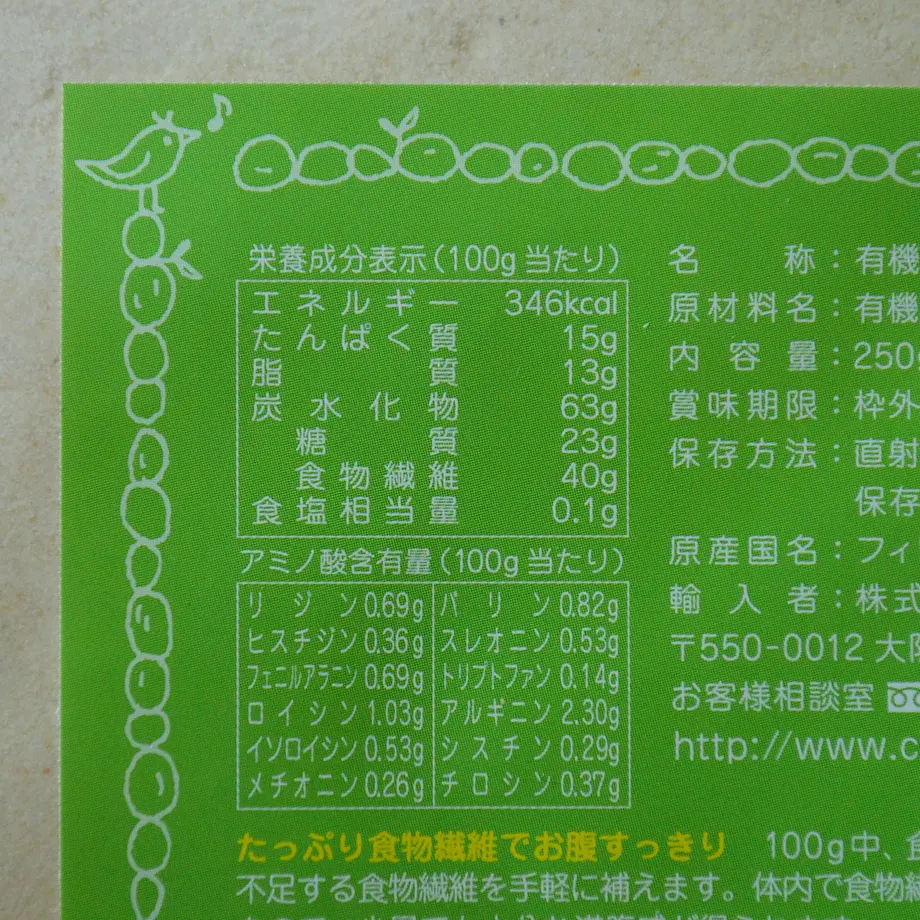 栄養成分表示(100g当たり)
エネルギー 346kcal
たんぱく質 15g
脂質 13g
炭水化物 63g
糖質 23g
食物繊維 40g
食塩相当量 0.1g
アミノ酸含有量(100g当たり)
リジン 0.69g バリン 0.82g
ヒスチジン 0.36g スレオニン 0.53g
フェニルアラニン 0.69g トリプトファン 0.14g
ロイシン 1.03g アルギニン 2.30g
イソロイシン 0.53g シスチン 0.29g
メチオニン 0.26g チロシン 0.37g
名称:有機
原材料名:有機
内容量:250
賞味期限:枠外
保存方法:直射
保存
原産国名:フィ
輸入者:株式
〒550-0012 大阪
お客様相談室
http://www.c
たっぷり食物繊維でお腹すっきり 100g中、食
不足する食物繊維を手軽に補えます。体内で食物繊